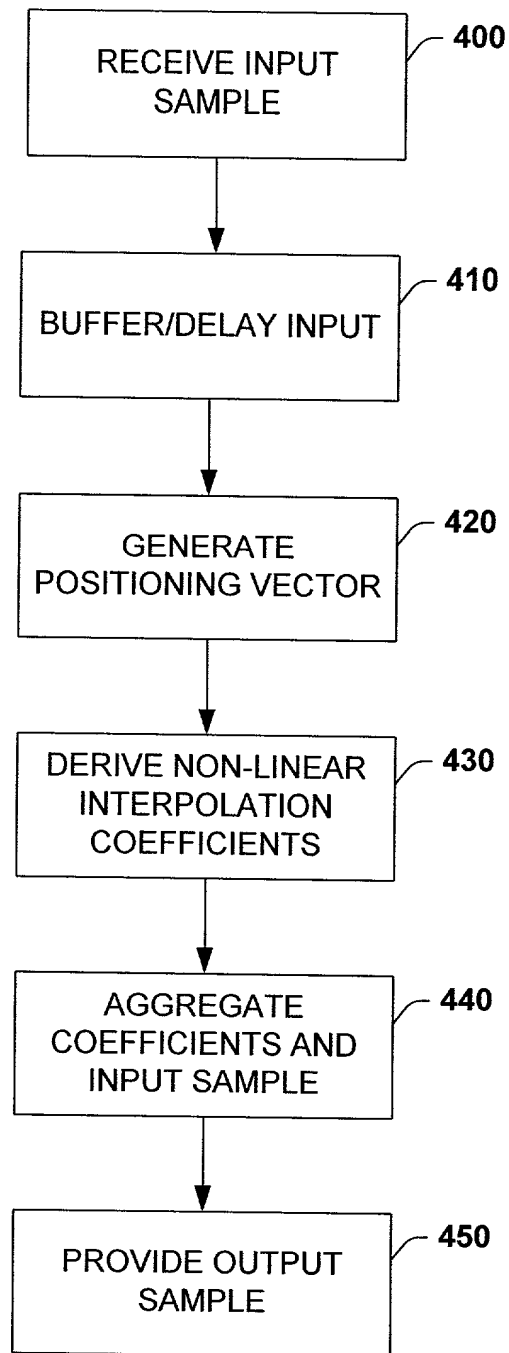 RECEIVE INPUT
SAMPLE
400
BUFFER/DELAY INPUT
410
GENERATE
POSITIONING VECTOR
420
DERIVE NON-LINEAR
INTERPOLATION
COEFFICIENTS
430
AGGREGATE
COEFFICIENTS AND
INPUT SAMPLE
440
PROVIDE OUTPUT
SAMPLE
450